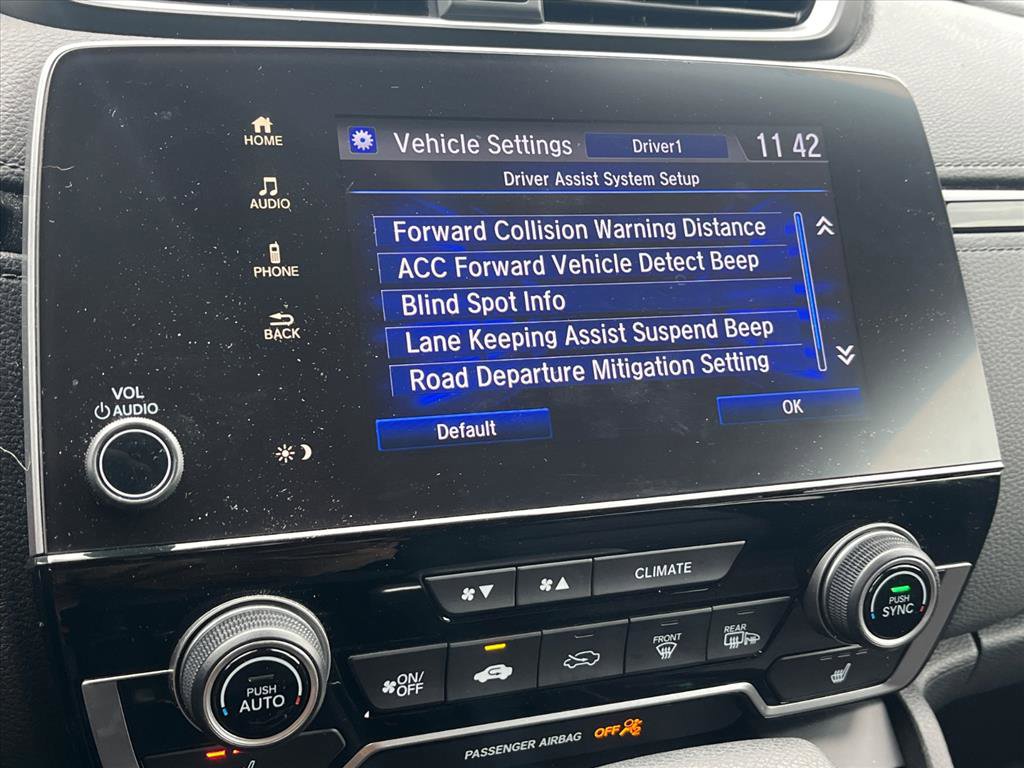 HOME
AUDIO
PHONE
BACK
VOL
AUDIO
Vehicle Settings Driver1 11 42
Driver Assist System Setup
Forward Collision Warning Distance
ACC Forward Vehicle Detect Beep
Blind Spot Info
Lane Keeping Assist Suspend Beep
Road Departure Mitigation Setting
Default OK
CLIMATE
PUSH
AUTO
ON/
OFF
FRONT
REAR
PUSH
SYNC
PASSENGER AIRBAG OFF 2